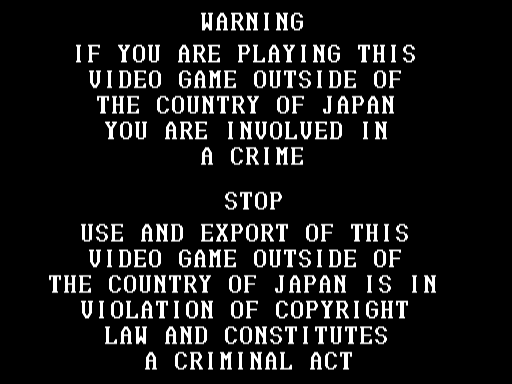 WARNING
IF YOU ARE PLAYING THIS
VIDEO GAME OUTSIDE OF
THE COUNTRY OF JAPAN
YOU ARE INVOLVED IN
A CRIME
STOP
USE AND EXPORT OF THIS
VIDEO GAME OUTSIDE OF
THE COUNTRY OF JAPAN IS IN
VIOLATION OF COPYRIGHT
LAW AND CONSTITUTES
A CRIMINAL ACT